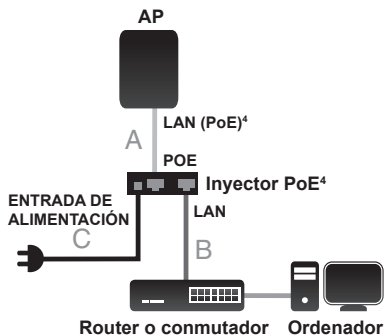 AP
LAN (PoE)⁴
A
POE
Inyector PoE⁴
ENTRADA DE
ALIMENTACIÓN
LAN
C
B
Router o conmutador
Ordenador